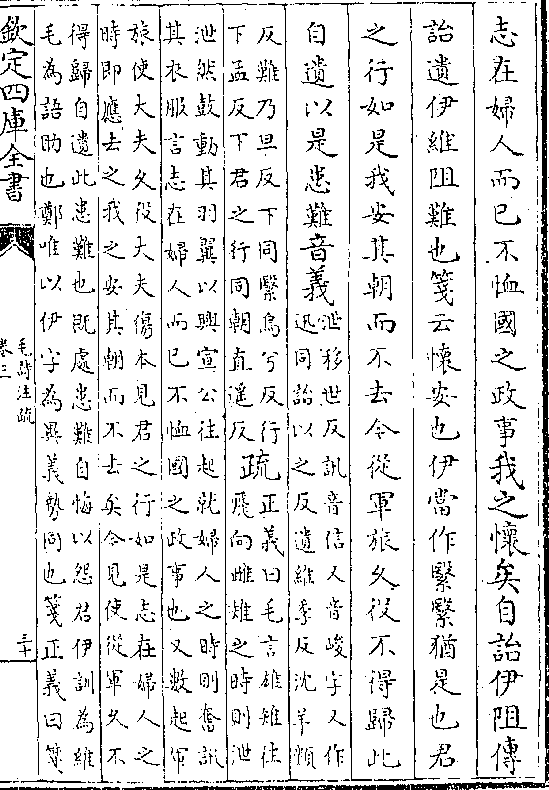 志在婦人而已不恤國之政事我之懷矣自詒伊阻傳
詒遺伊維阻難也箋云懷安也伊當作繄繄猶是也君
之行如是我安其朝而不去今從軍旅久役不得歸此
自遺以是患難音義泄移世反訊音信又音峻字又作
迅同詒以之反遺維季反沈羊類
反難乃旦反下同繄烏兮反行
下孟反下君之行同朝直遥反疏正義曰毛言雄雉往
飛向雌雉之時則泄
泄然鼓動其羽翼以興宣公往起就婦人之時則奮訊
其衣服言志在婦人而已不恤國之政事也又數起軍
旅使大夫久役大夫傷本見君之行如是志在婦人之
時即應去之我之安其朝而不去矣今見使從軍久不
得歸自遺此患難也既處患難自悔以怨君伊訓為維
毛為語助也鄭唯以伊字為異義勢同也箋正義曰箋
欽定四庫全書
毛詩注疏
卷三
三十